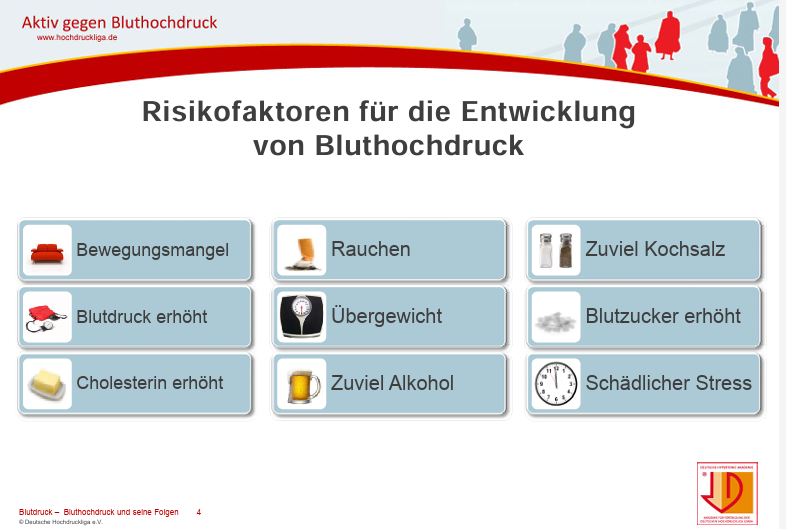 Aktiv gegen Bluthochdruck
www.hochdruckliga.de
Risikofaktoren für die Entwicklung
von Bluthochdruck
Bewegungsmangel
Rauchen
Zuviel Kochsalz
Blutdruck erhöht
Übergewicht
Blutzucker erhöht
Cholesterin erhöht
Zuviel Alkohol
Schädlicher Stress
Blutdruck – Bluthochdruck und seine Folgen 4
© Deutsche Hochdruckliga e.V.